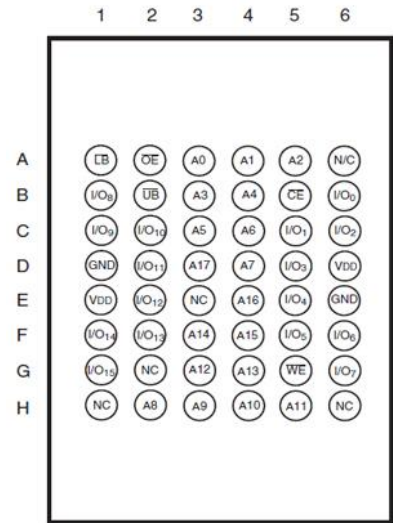 1 2 3 4 5 6
A LB OE A0 A1 A2 N/C
B I/O8 UB A3 A4 CE I/O0
C I/O9 I/O10 A5 A6 I/O1 I/O2
D GND I/O11 A17 A7 I/O3 VDD
E VDD I/O12 NC A16 I/O4 GND
F I/O14 I/O13 A14 A15 I/O5 I/O6
G I/O15 NC A12 A13 WE I/O7
H NC A8 A9 A10 A11 NC